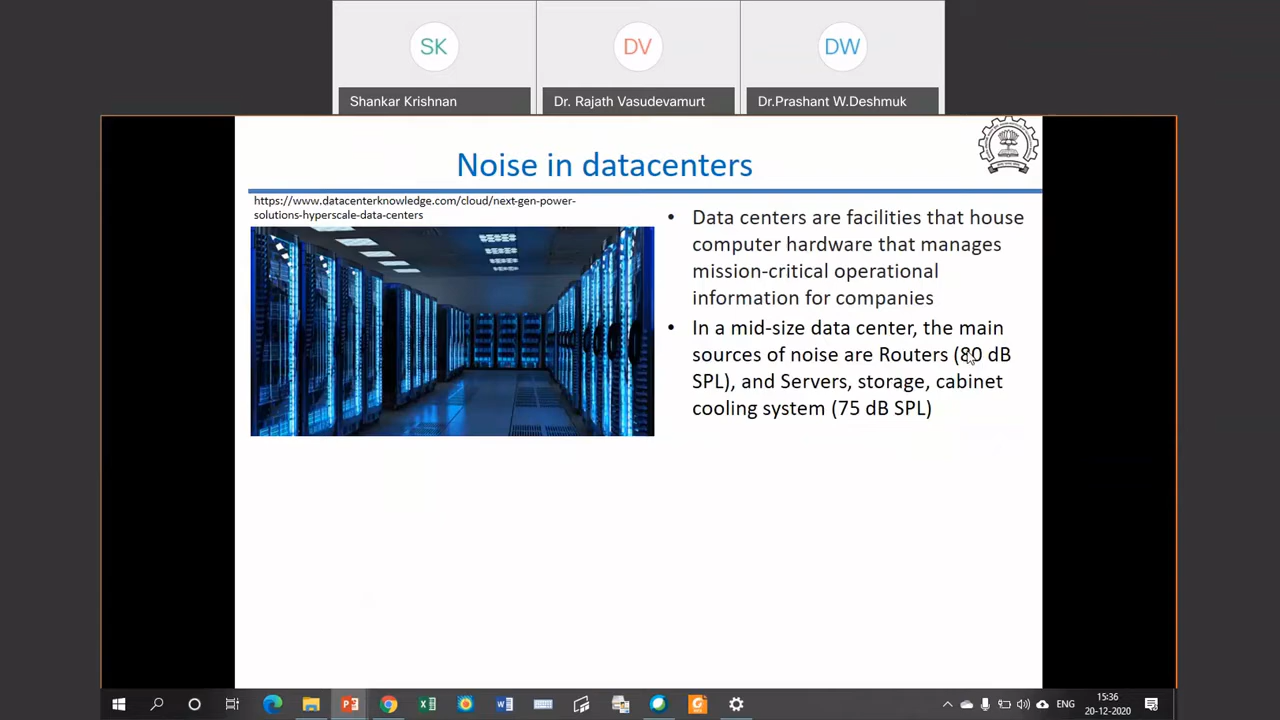 SK
DV
DW
Shankar Krishnan
Dr. Rajath Vasudevamurt
Dr.Prashant W.Deshmuk
Noise in datacenters
https://www.datacenterknowledge.com/cloud/next-gen-power-
solutions-hyperscale-data-centers
• Data centers are facilities that house
computer hardware that manages
mission-critical operational
information for companies
• In a mid-size data center, the main
sources of noise are Routers (80 dB
SPL), and Servers, storage, cabinet
cooling system (75 dB SPL)
ENG
15:36
20-12-2020